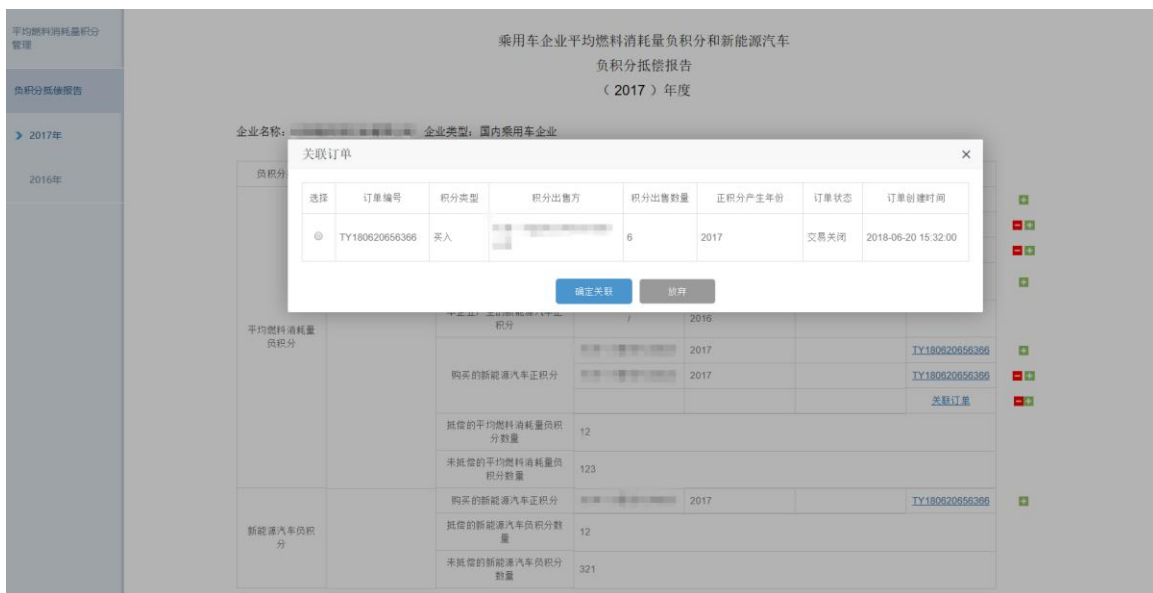 平均燃料消耗量积分
管理
负积分抵偿报告
2017年
2016年
乘用车企业平均燃料消耗量负积分和新能源汽车
负积分抵偿报告
（2017）年度
企业名称： 企业类型：国内乘用车企业
负积分
关联订单 ×
选择 订单编号 积分类型 积分出售方 积分出售数量 正积分产生年份 订单状态 订单创建时间
TY180620656366 买入 6 2017 交易关闭 2018-06-20 15:32:00
确定关联 放弃
积分 / 2016
平均燃料消耗量
负积分
2017 TY180620656366
购买的新能源汽车正积分 2017 TY180620656366
关联订单
抵偿的平均燃料消耗量负积
分数量
12
未抵偿的平均燃料消耗量负
积分数量
123
购买的新能源汽车正积分 2017 TY180620656366
新能源汽车负积
分
抵偿的新能源汽车负积分数
量
12
未抵偿的新能源汽车负积分
数量
321